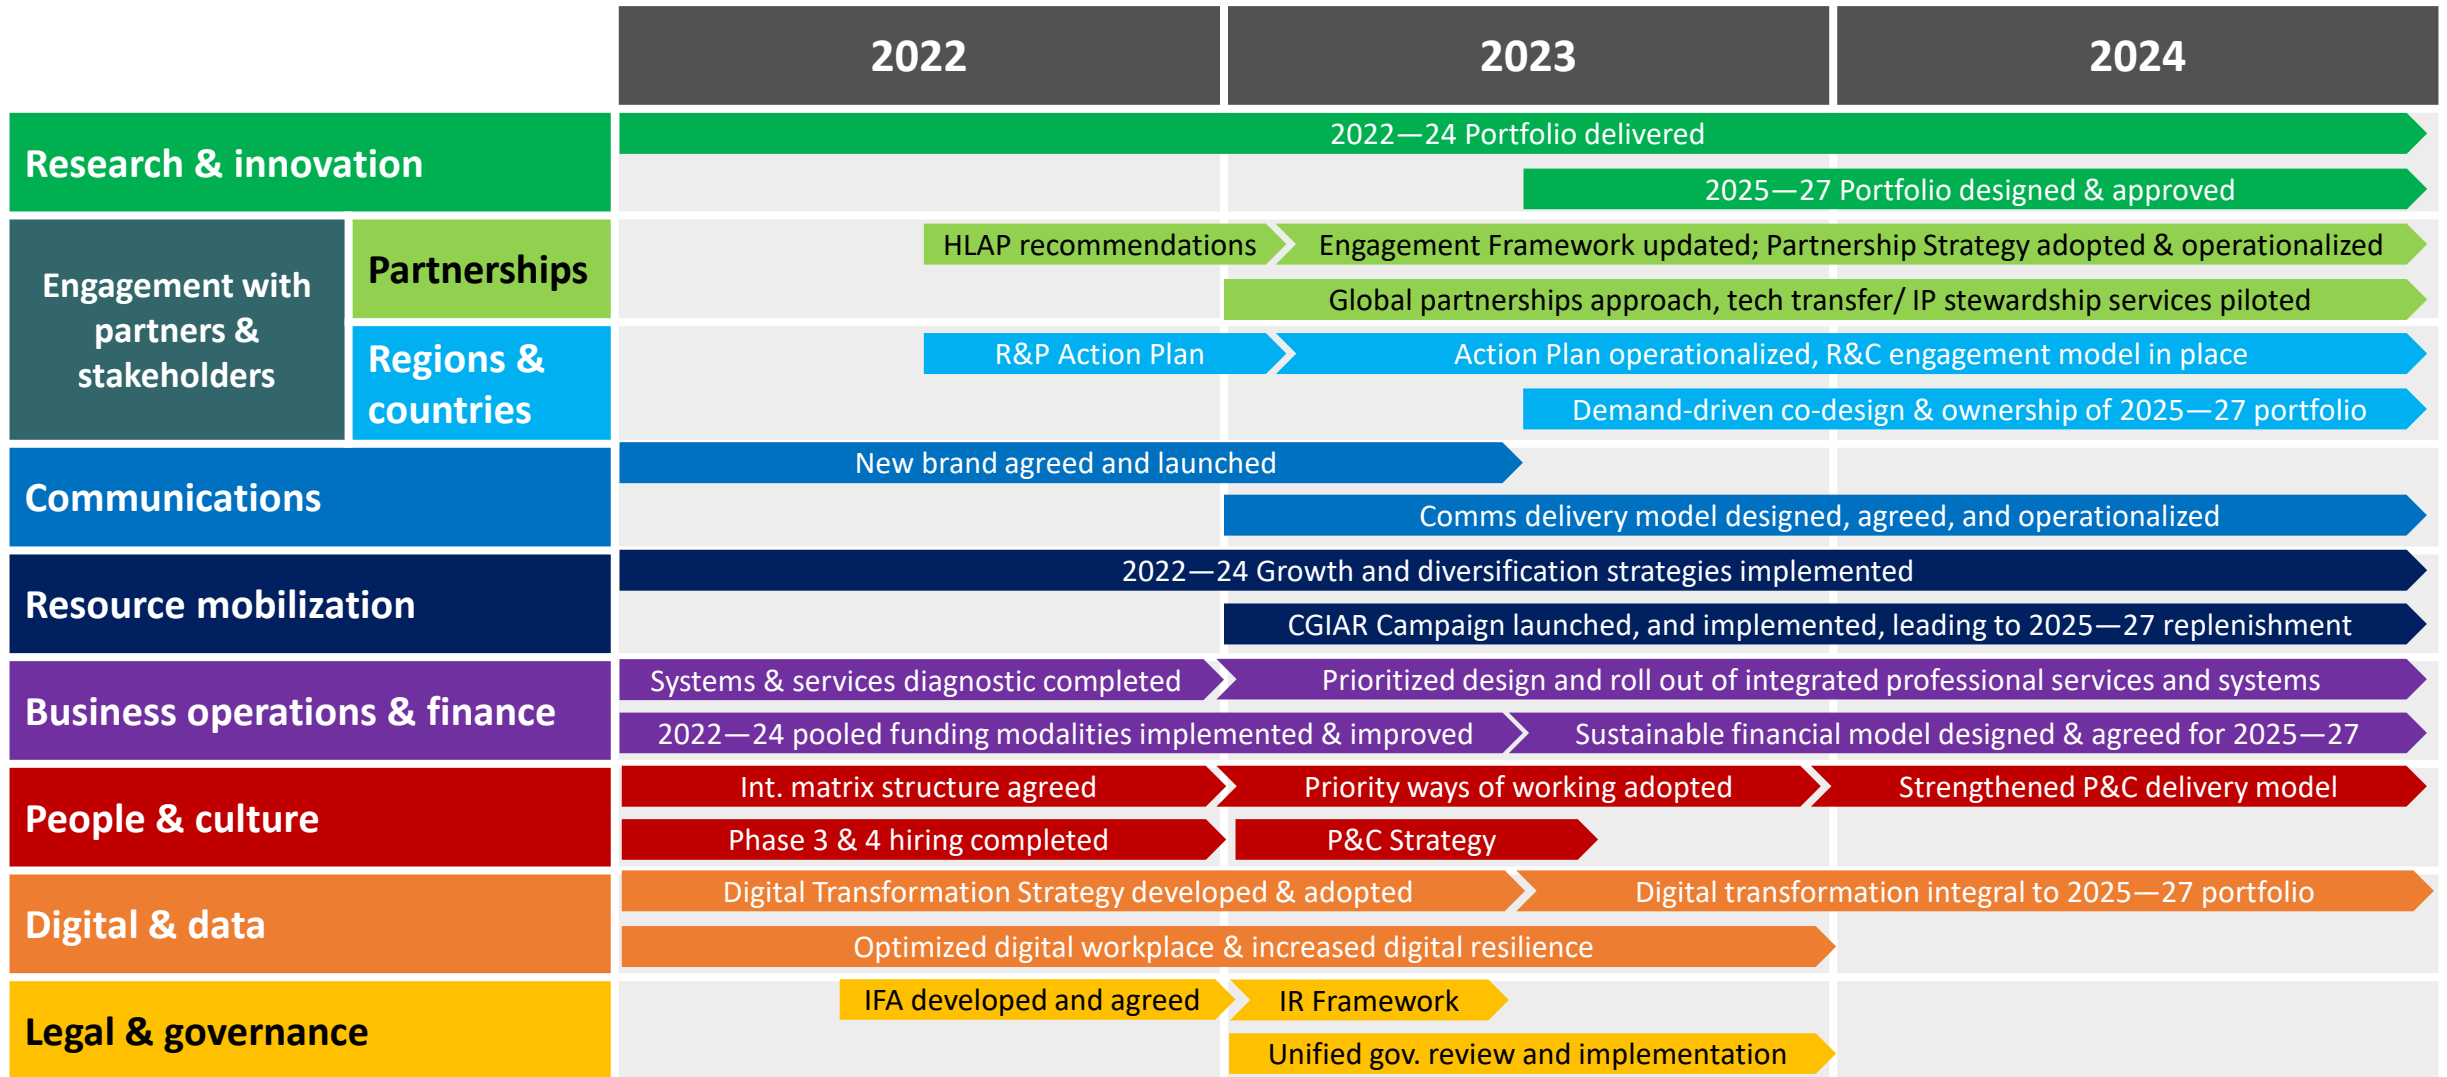 2022
2023
2024
Research & innovation
2022—24 Portfolio delivered
2025—27 Portfolio designed & approved
Engagement with
partners &
stakeholders
Partnerships
HLAP recommendations
Engagement Framework updated; Partnership Strategy adopted & operationalized
Global partnerships approach, tech transfer/ IP stewardship services piloted
Regions &
countries
R&P Action Plan
Action Plan operationalized, R&C engagement model in place
Demand-driven co-design & ownership of 2025—27 portfolio
Communications
New brand agreed and launched
Comms delivery model designed, agreed, and operationalized
Resource mobilization
2022—24 Growth and diversification strategies implemented
CGIAR Campaign launched, and implemented, leading to 2025—27 replenishment
Business operations & finance
Systems & services diagnostic completed
Prioritized design and roll out of integrated professional services and systems
2022—24 pooled funding modalities implemented & improved
Sustainable financial model designed & agreed for 2025—27
People & culture
Int. matrix structure agreed
Priority ways of working adopted
Strengthened P&C delivery model
Phase 3 & 4 hiring completed
P&C Strategy
Digital & data
Digital Transformation Strategy developed & adopted
Digital transformation integral to 2025—27 portfolio
Optimized digital workplace & increased digital resilience
Legal & governance
IFA developed and agreed
IR Framework
Unified gov. review and implementation